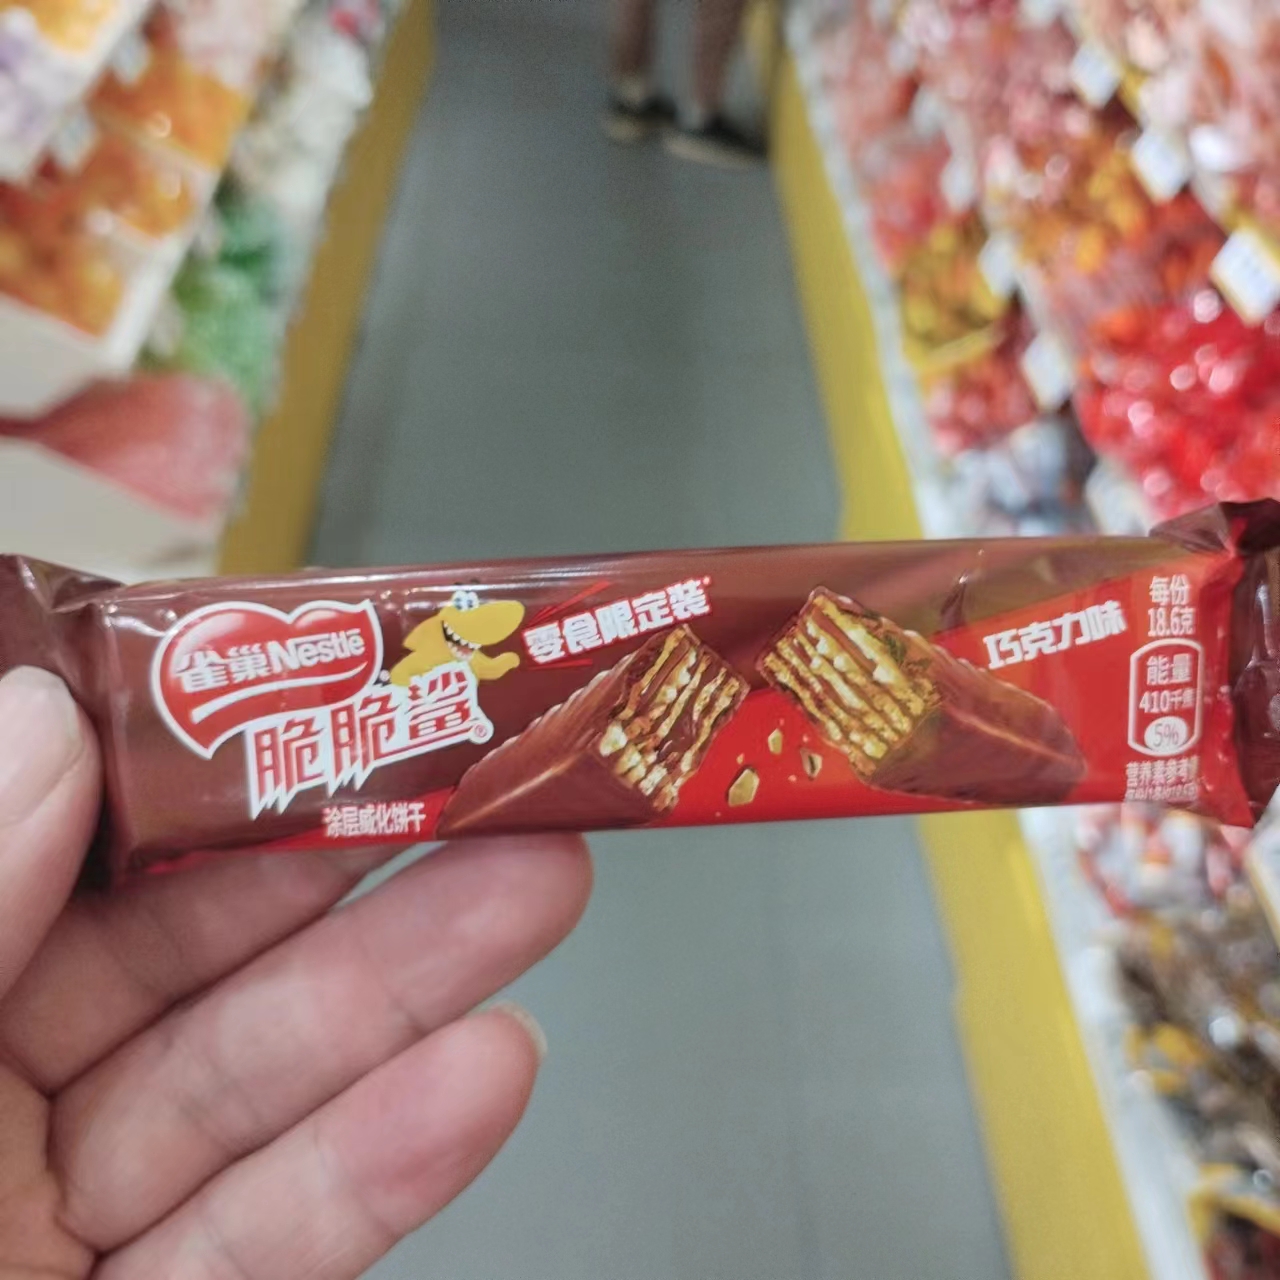 雀巢Nestlé
脆脆鲨®
涂层威化饼干
零食限定装*
巧克力味
每份
18.6克
能量
410千焦
5%
营养素参考值